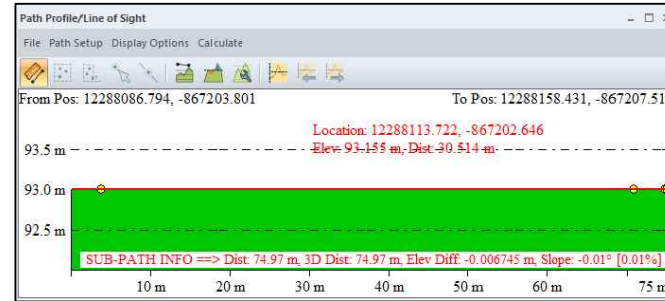 Path Profile/Line of Sight
File Path Setup Display Options Calculate
From Pos: 12288086.794, -867203.801 To Pos: 12288158.431, -867207.51
Location: 12288113.722, -867202.646
Elev: 93.155 m, Dist: 30.514 m
93.5 m
93.0 m
92.5 m
SUB-PATH INFO ==> Dist: 74.97 m, 3D Dist: 74.97 m, Elev Diff: -0.006745 m, Slope: -0.01° [0.01%]
10 m 20 m 30 m 40 m 50 m 60 m 75 m